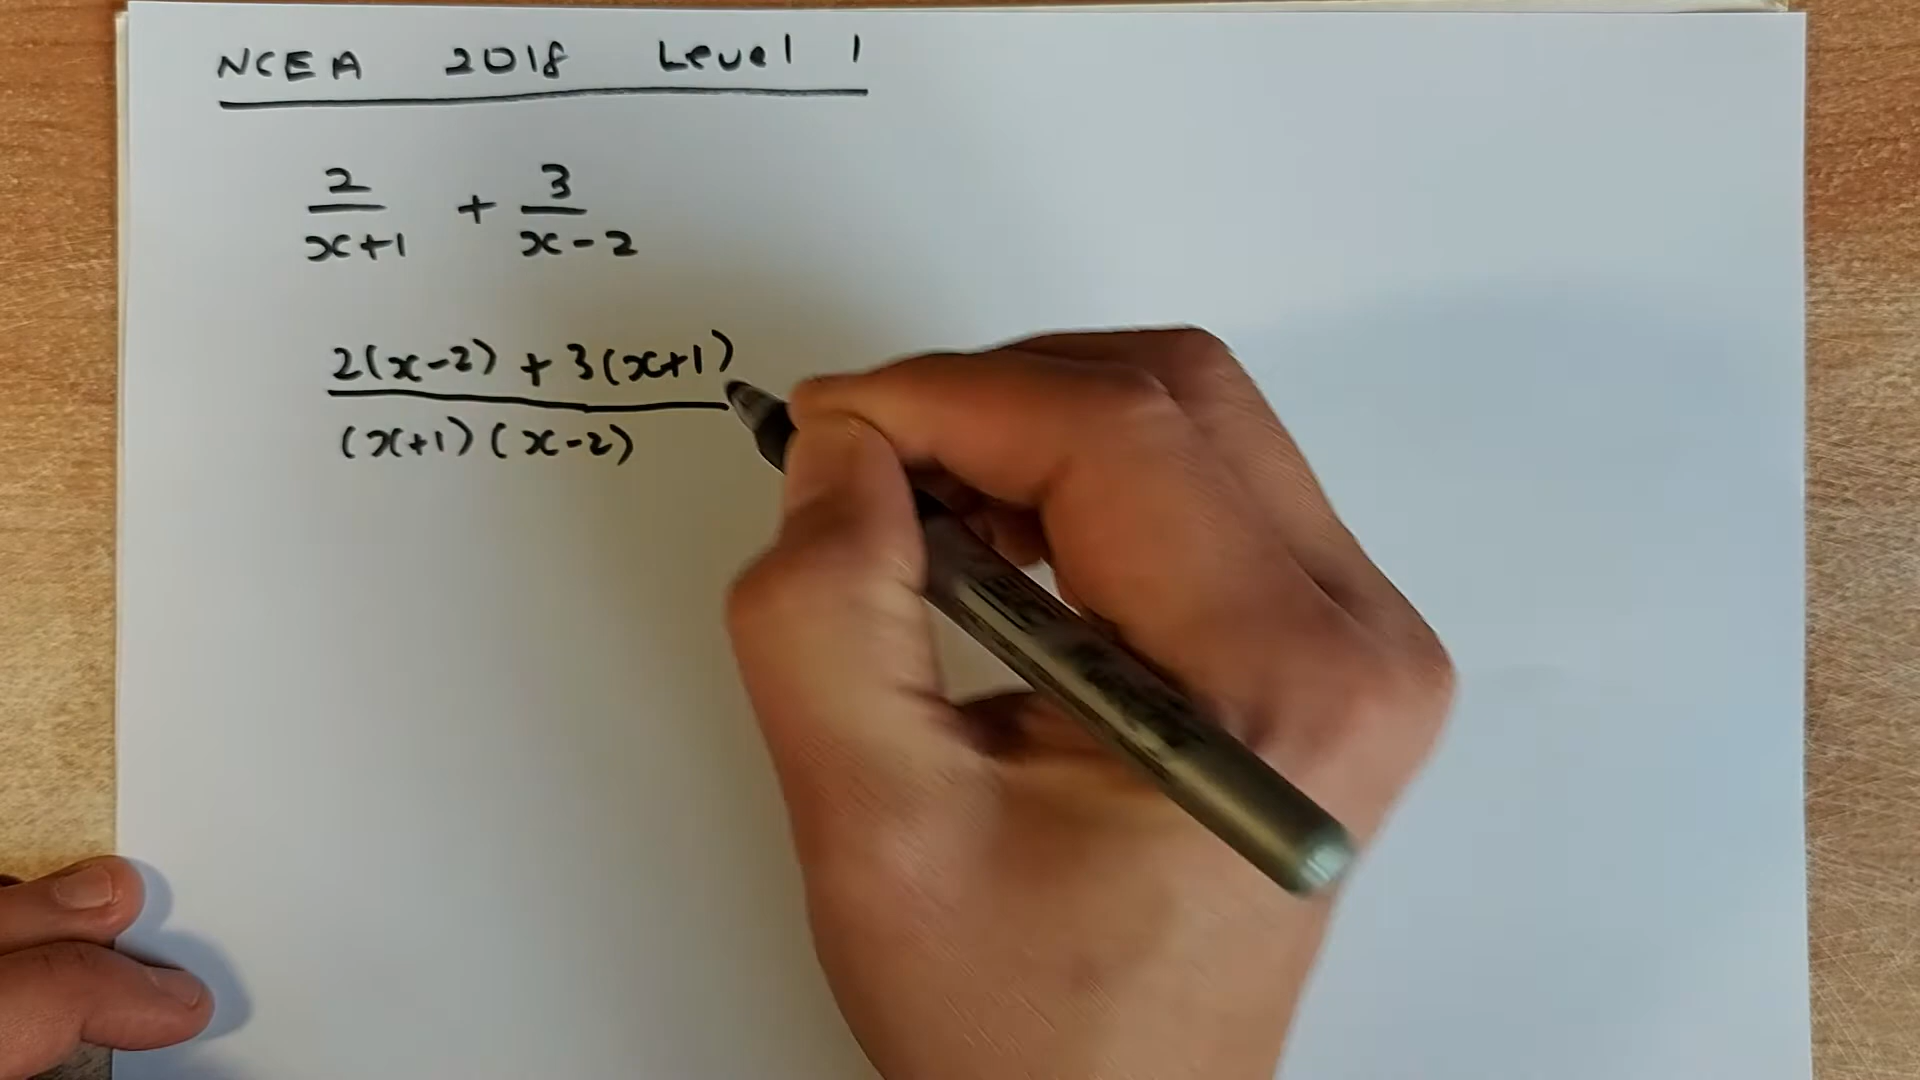 NCEA 2018 Level 1
2/(x+1) + 3/(x-2)
(2(x-2) + 3(x+1))/((x+1)(x-2))